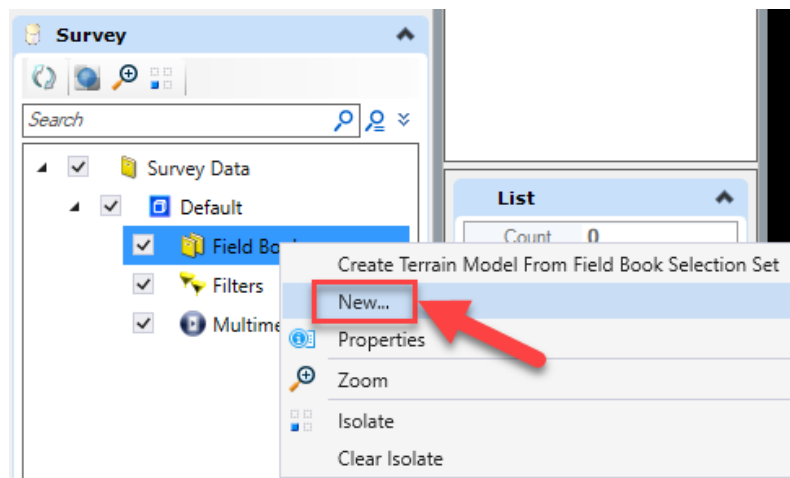 Survey
Search
Survey Data
Default
Field Bo
Filters
Multime
List
Count 0
Create Terrain Model From Field Book Selection Set
New...
Properties
Zoom
Isolate
Clear Isolate